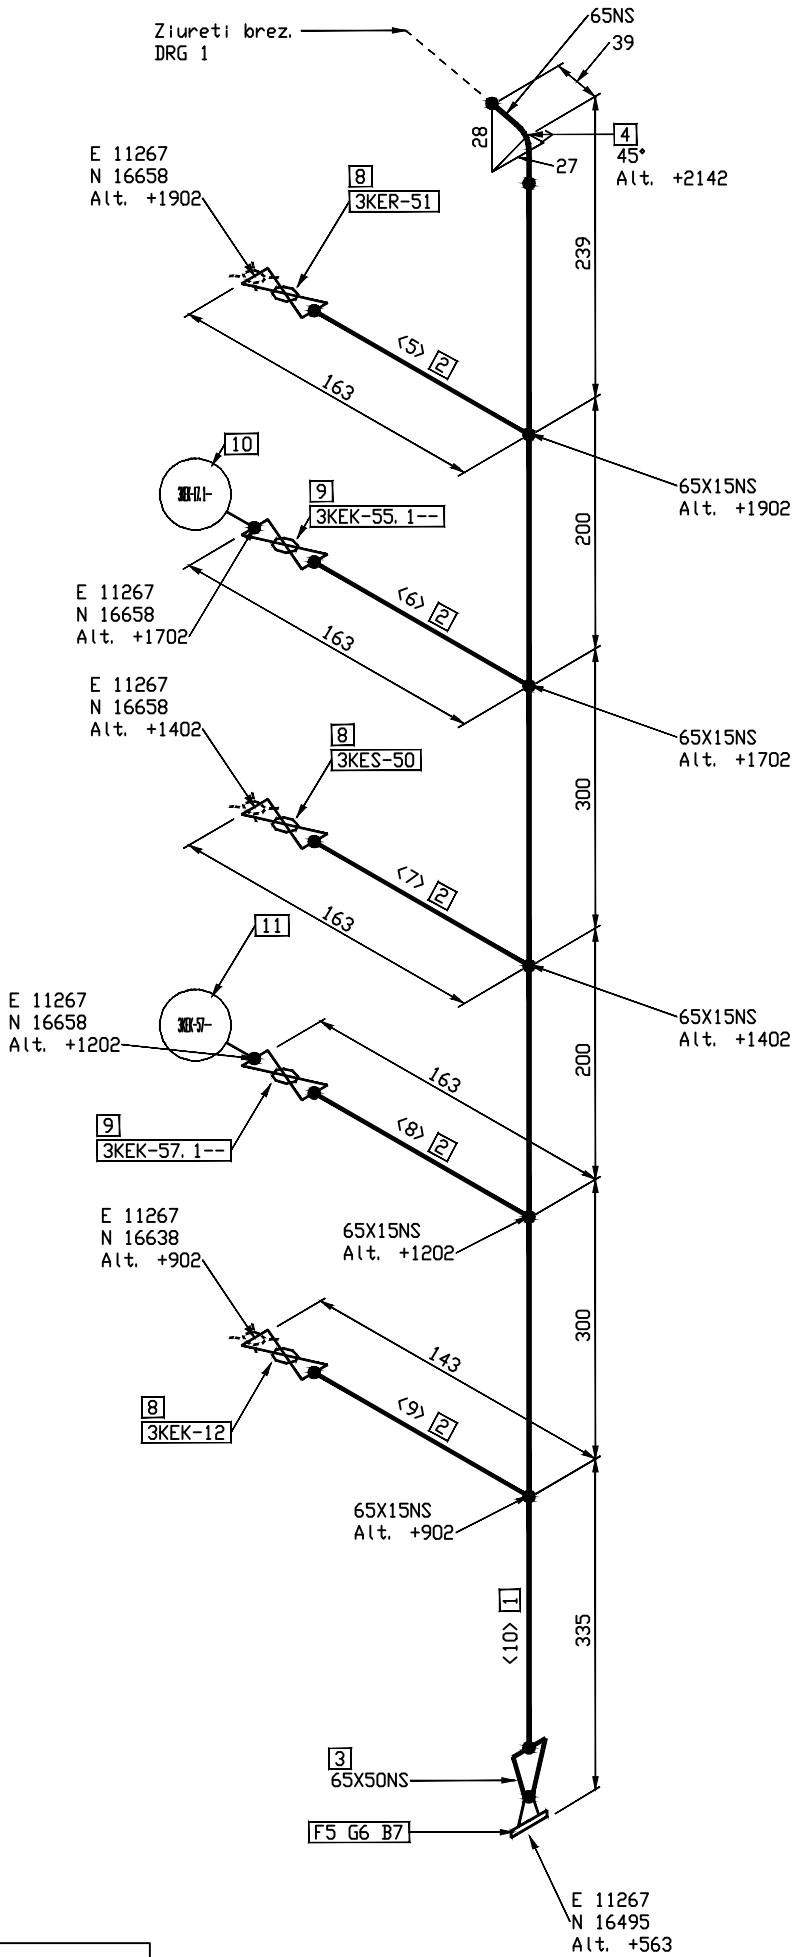 Ziureti brez.
DRG 1
65NS
39
28
4
45°
Alt. +2142
27
E 11267
N 16658
Alt. +1902
8
3KER-51
239
<5> 2
163
10
9
3KEK-55.1--
65X15NS
Alt. +1902
200
E 11267
N 16658
Alt. +1702
<6> 2
163
E 11267
N 16658
Alt. +1402
8
3KES-50
65X15NS
Alt. +1702
300
<7> 2
163
11
E 11267
N 16658
Alt. +1202
3KEK-57-
65X15NS
Alt. +1402
200
163
9
3KEK-57.1--
<8> 2
E 11267
N 16638
Alt. +902
65X15NS
Alt. +1202
300
143
8
3KEK-12
<9> 2
65X15NS
Alt. +902
<10> 1
335
3
65X50NS
F5 G6 B7
E 11267
N 16495
Alt. +563